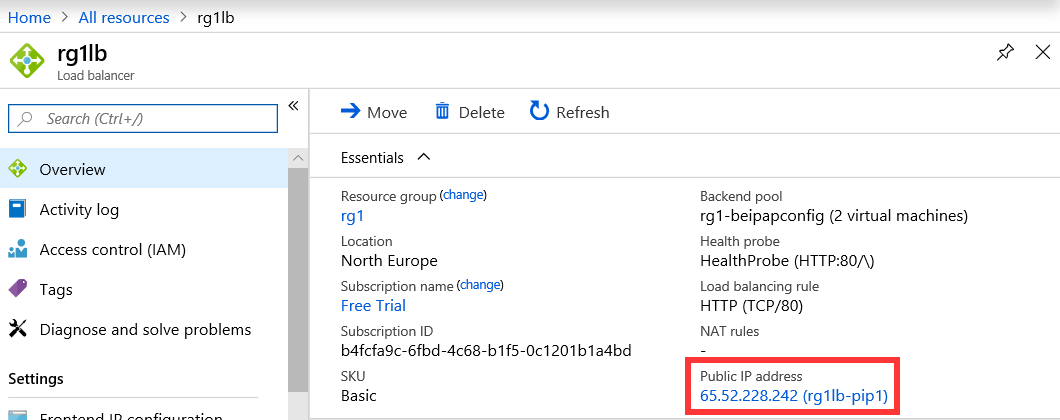 Home > All resources > rg1lb
rg1lb
Load balancer
Search (Ctrl+/)
«
Overview
Activity log
Access control (IAM)
Tags
Diagnose and solve problems
Settings
Frontend IP configuration
Move Delete Refresh
Essentials
Resource group (change)
rg1
Location
North Europe
Subscription name (change)
Free Trial
Subscription ID
b4fcfa9c-6fbd-4c68-b1f5-0c1201b1a4bd
SKU
Basic
Backend pool
rg1-beipapconfig (2 virtual machines)
Health probe
HealthProbe (HTTP:80/\)
Load balancing rule
HTTP (TCP/80)
NAT rules
-
Public IP address
65.52.228.242 (rg1lb-pip1)